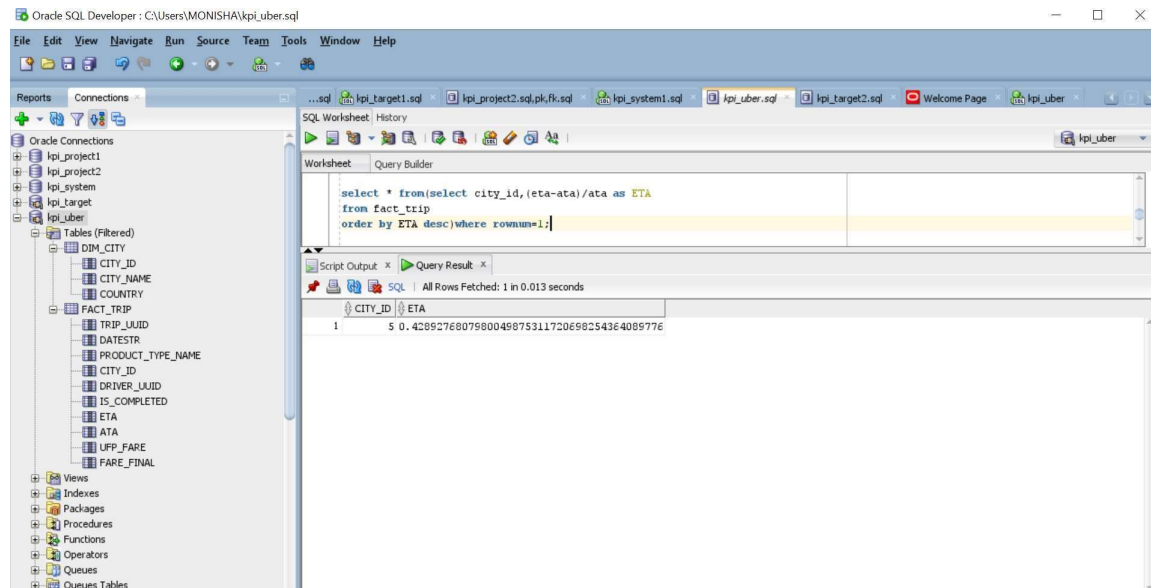 Oracle SQL Developer : C:\Users\MONISHA\kpi_uber.sql
File Edit View Navigate Run Source Team Tools Window Help
Reports Connections
...sql kpi_target1.sql kpi_project2.sql,pk,fk.sql kpi_system1.sql kpi_uber.sql kpi_target2.sql Welcome Page kpi_uber
SQL Worksheet History
kpi_uber
Worksheet Query Builder
select * from(select city_id,(eta-ata)/ata as ETA
from fact_trip
order by ETA desc)where rownum=1;
Script Output Query Result
SQL | All Rows Fetched: 1 in 0.013 seconds
CITY_ID ETA
1 5 0.428927680798004987531172069825436408977​6
Oracle Connections
kpi_project1
kpi_project2
kpi_system
kpi_target
kpi_uber
Tables (Filtered)
DIM_CITY
CITY_ID
CITY_NAME
COUNTRY
FACT_TRIP
TRIP_UUID
DATESTR
PRODUCT_TYPE_NAME
CITY_ID
DRIVER_UUID
IS_COMPLETED
ETA
ATA
UFP_FARE
FARE_FINAL
Views
Indexes
Packages
Procedures
Functions
Operators
Queues
Queues Tables